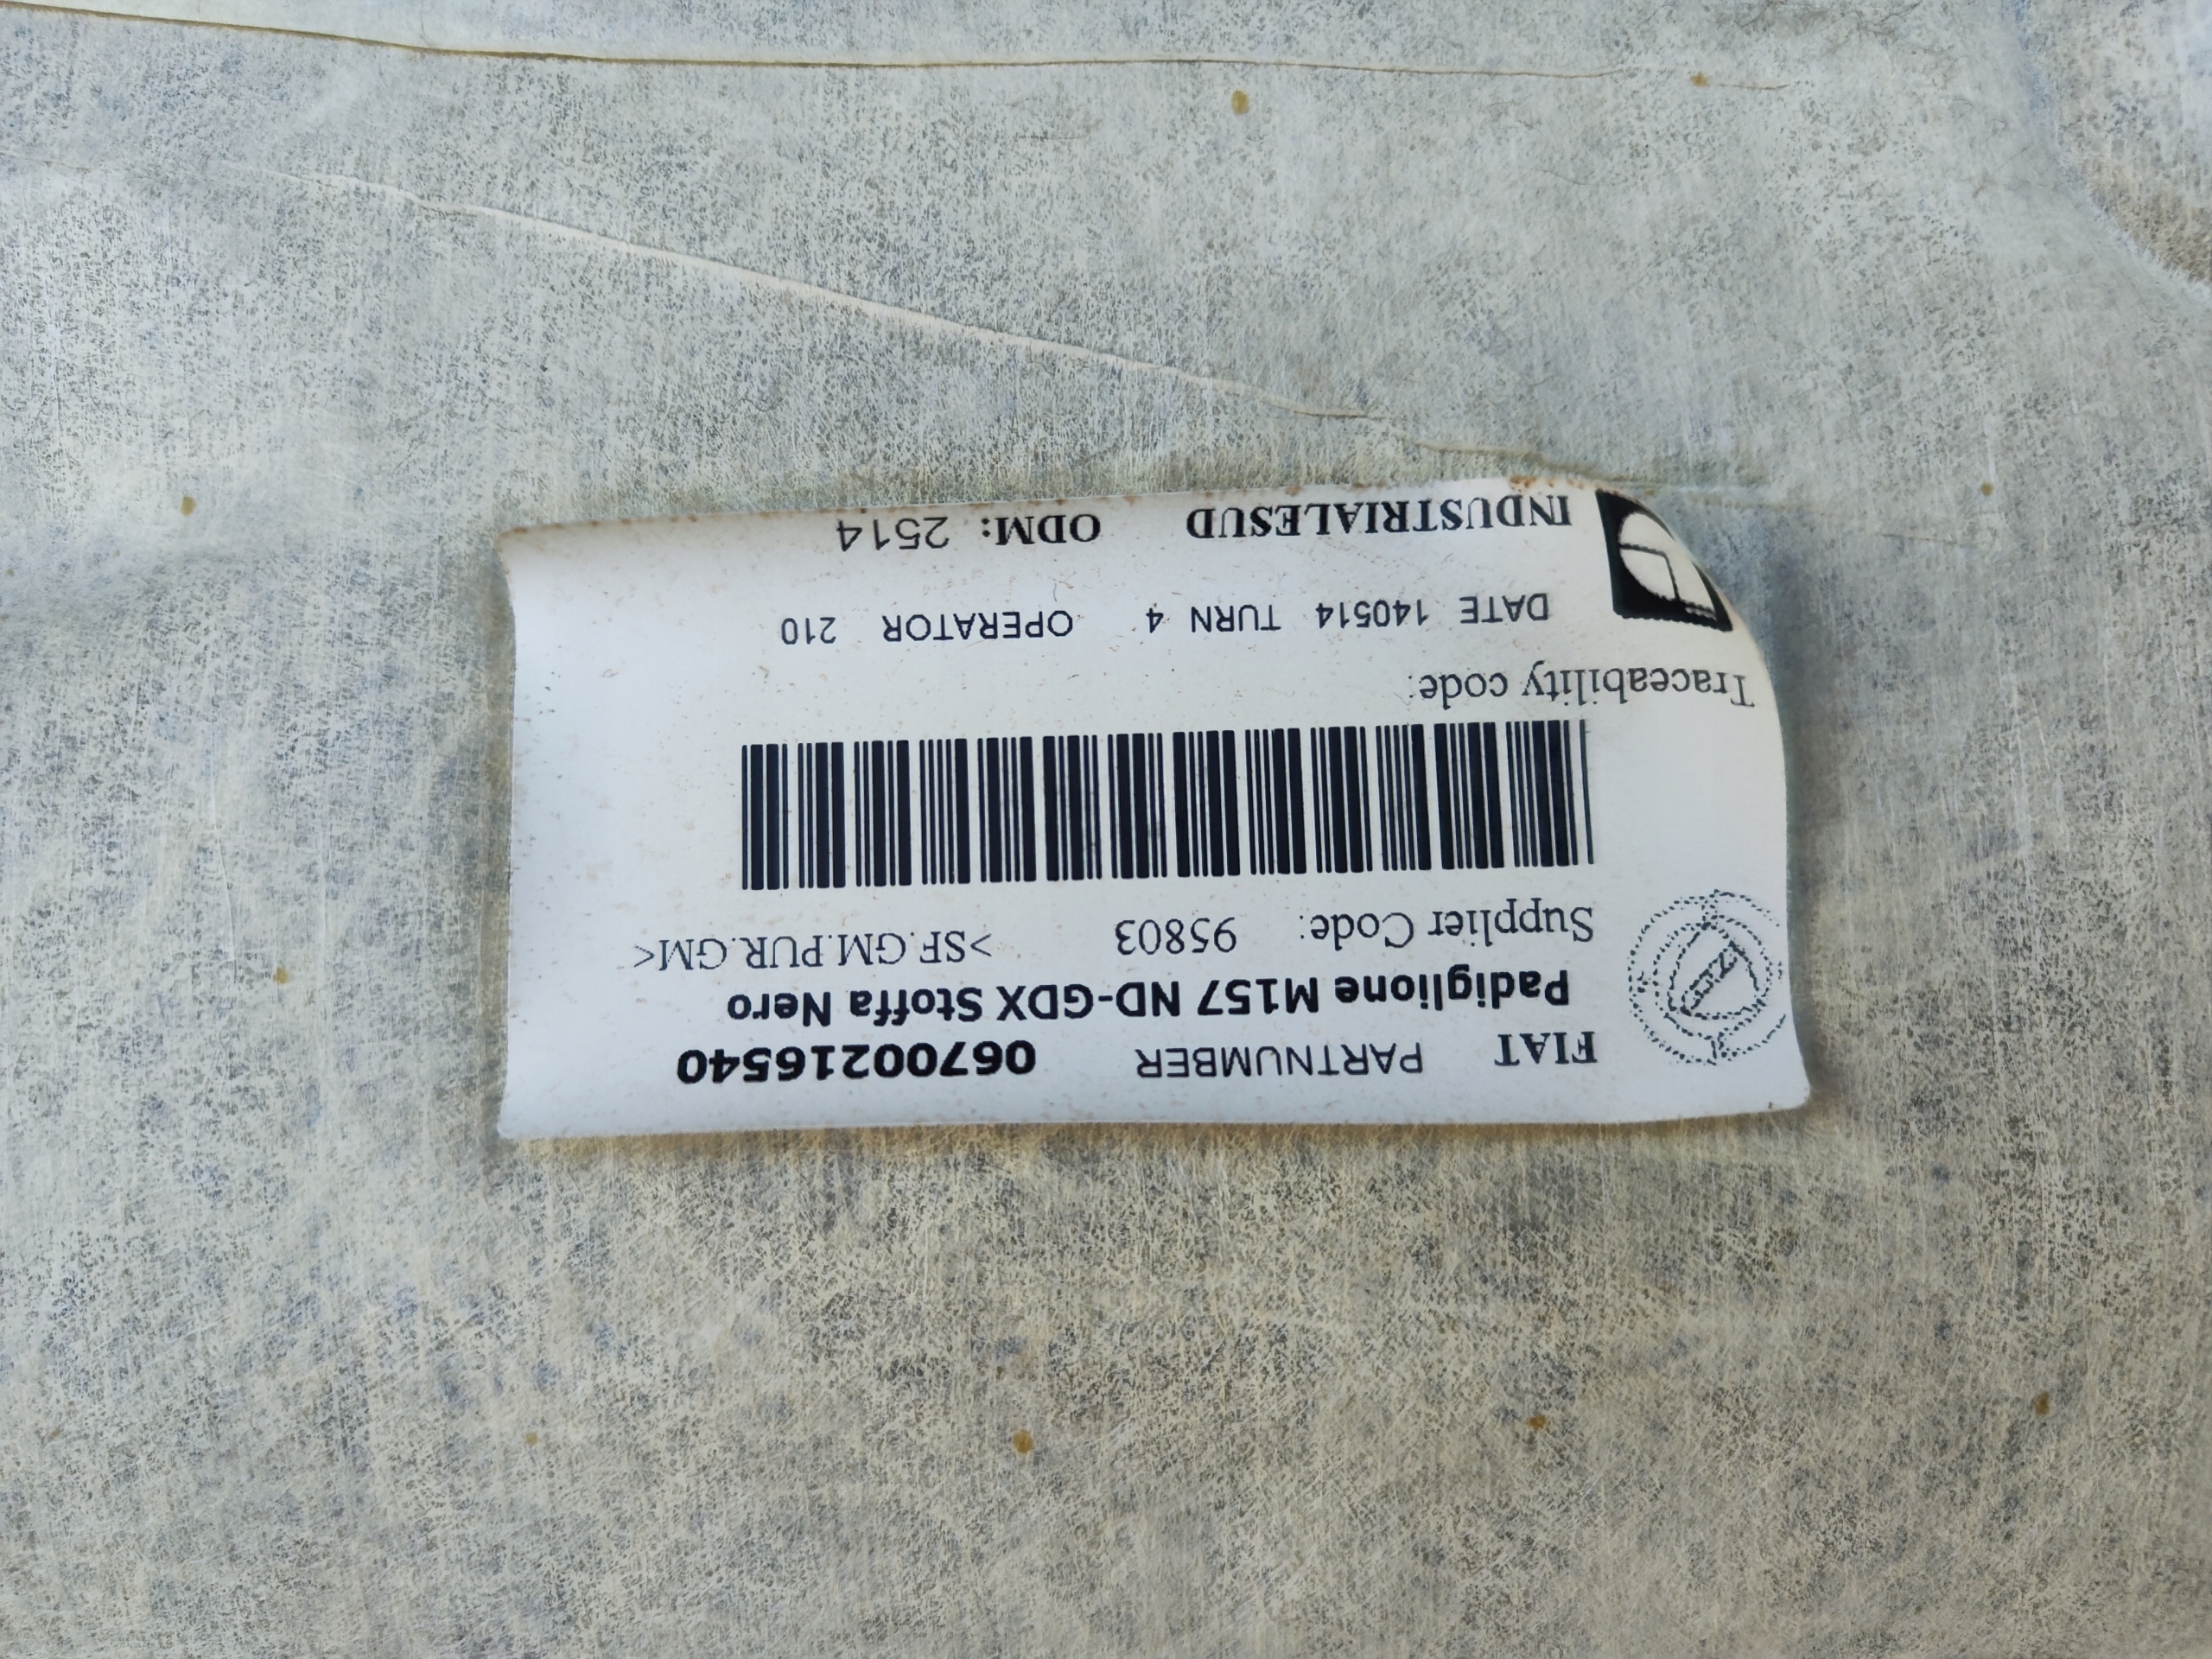 FIAT PARTNUMBER 06700216540
Padiglione M157 ND-GDX Stoffa Nero
Supplier Code: 95803 >SF.GM.PUR.GM<
Traceability code:
DATE 140514 TURN 4 OPERATOR 210
INDUSTRIALESUD ODM: 2514